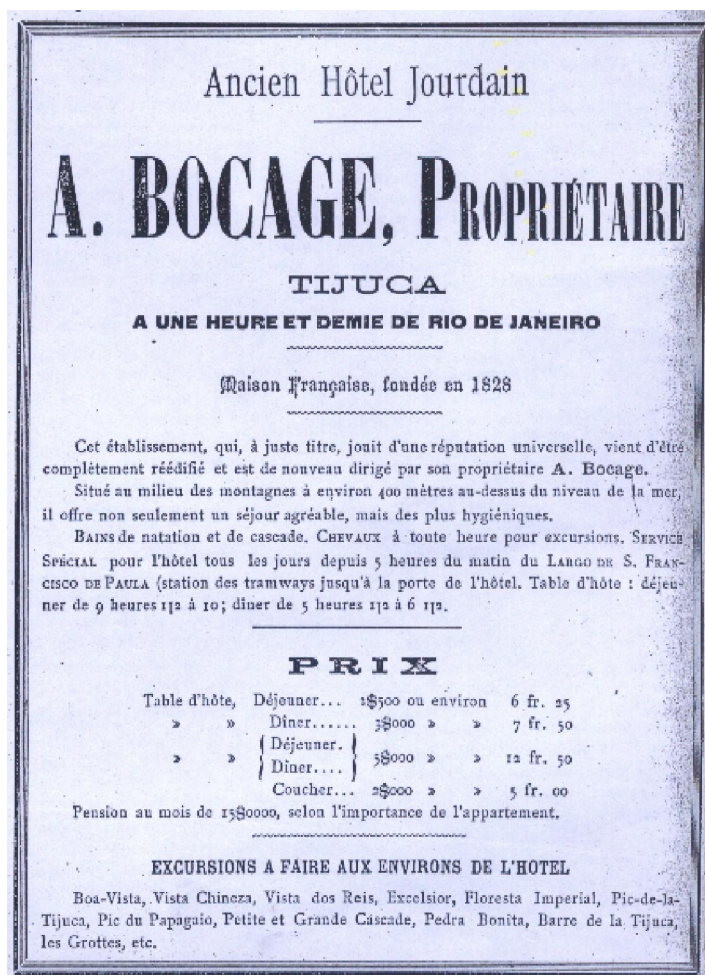 Ancien Hôtel Jourdain
A. BOCAGE, PROPRIÉTAIRE
TIJUCA
A UNE HEURE ET DEMIE DE RIO DE JANEIRO
Maison Française, fondée en 1828
Cet établissement, qui, à juste titre, jouit d'une réputation universelle, vient d'être
complètement réédifié et est de nouveau dirigé par son propriétaire A. Bocage.
Situé au milieu des montagnes à environ 400 mètres au-dessus du niveau de la mer,
il offre non seulement un séjour agréable, mais des plus hygiéniques.
BAINS de natation et de cascade. CHEVAUX à toute heure pour excursions. SERVICE
SPÉCIAL pour l'hôtel tous les jours depuis 5 heures du matin du LARGO DE S. FRAN-
CISCO DE PAULA (station des tramways jusqu'à la porte de l'hôtel. Table d'hôte : déjeu-
ner de 9 heures 1|2 à 10; dîner de 5 heures 1|2 à 6 1|2.
PRIX
Table d'hôte, Déjeuner... 2$500 ou environ 6 fr. 25
» » Dîner...... 3$000 » » 7 fr. 50
» » { Déjeuner. Dîner.... } 5$000 » » 12 fr. 50
Coucher... 2$000 » » 5 fr. 00
Pension au mois de 15$0000, selon l'importance de l'appartement.
EXCURSIONS A FAIRE AUX ENVIRONS DE L'HOTEL
Boa-Vista, Vista Chineza, Vista dos Reis, Excelsior, Floresta Imperial, Pic-de-la-
Tijuca, Pic du Papagaio, Petite et Grande Cascade, Pedra Bonita, Barre de la Tijuca,
les Grottes, etc.